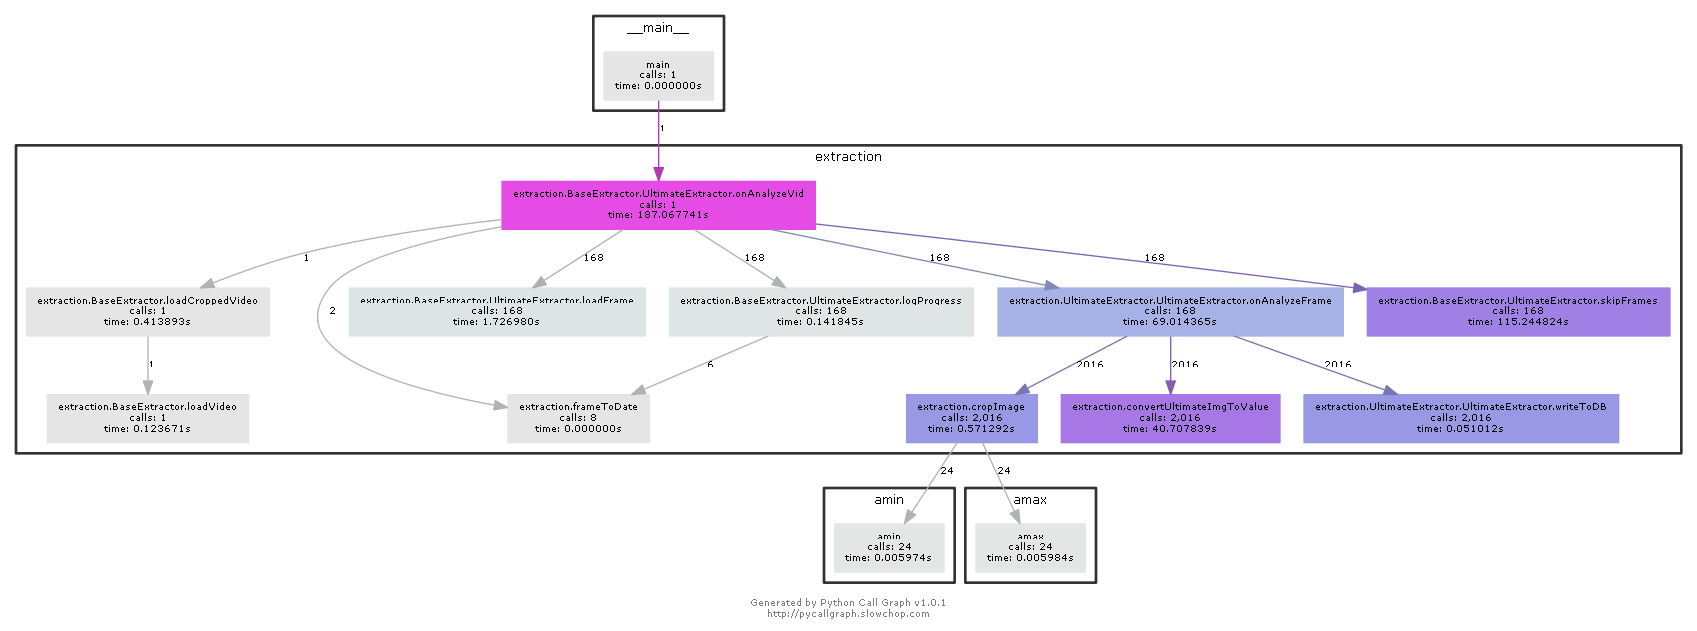 __main__
main
calls: 1
time: 0.000000s
1
extraction
extraction.BaseExtractor.UltimateExtractor.onAnalyzeVid
calls: 1
time: 187.067741s
1
2
168
168
168
168
extraction.BaseExtractor.loadCroppedVideo
calls: 1
time: 0.413893s
extraction.BaseExtractor.UltimateExtractor.loadFrame
calls: 168
time: 1.726980s
extraction.BaseExtractor.UltimateExtractor.logProgress
calls: 168
time: 0.141845s
extraction.UltimateExtractor.UltimateExtractor.onAnalyzeFrame
calls: 168
time: 69.014365s
extraction.BaseExtractor.UltimateExtractor.skipFrames
calls: 168
time: 115.244824s
1
6
2016
2016
2016
extraction.BaseExtractor.loadVideo
calls: 1
time: 0.123671s
extraction.frameToDate
calls: 8
time: 0.000000s
extraction.cropImage
calls: 2,016
time: 0.571292s
extraction.convertUltimateImgToValue
calls: 2,016
time: 40.707839s
extraction.UltimateExtractor.UltimateExtractor.writeToDB
calls: 2,016
time: 0.051012s
24
24
amin
amin
calls: 24
time: 0.005974s
amax
amax
calls: 24
time: 0.005984s
Generated by Python Call Graph v1.0.1
http://pycallgraph.slowchop.com